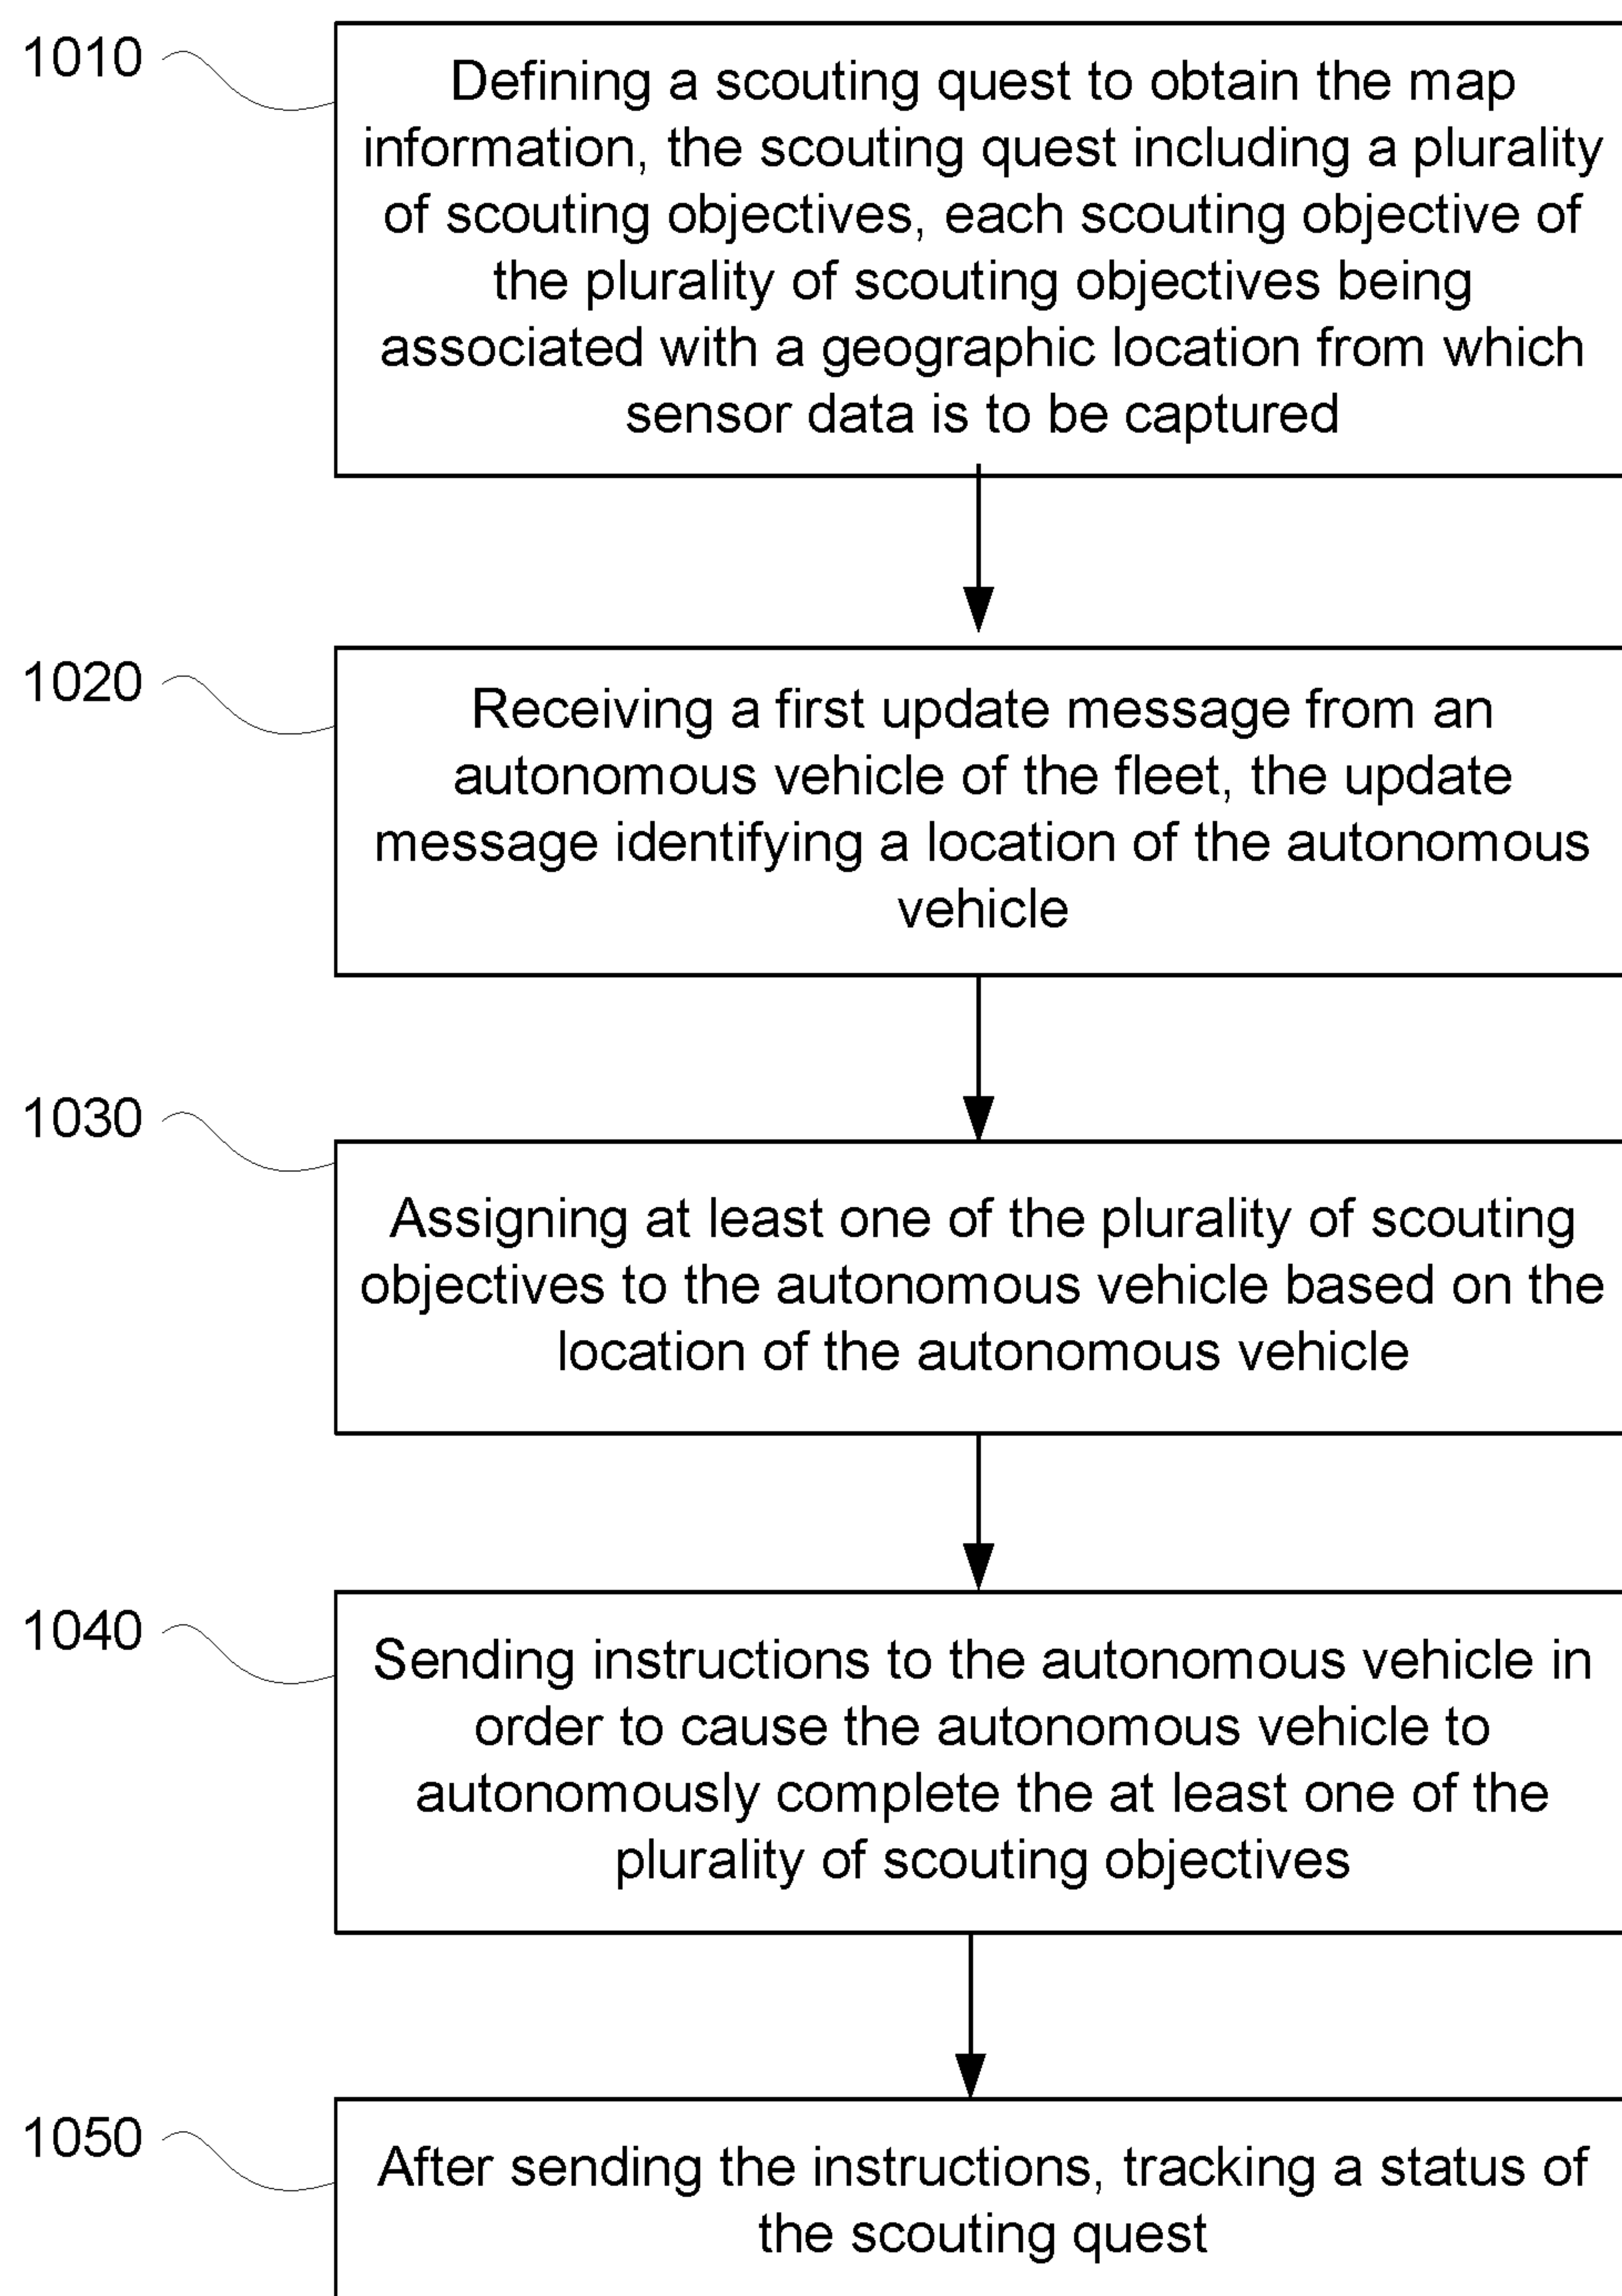 1010
Defining a scouting quest to obtain the map
information, the scouting quest including a plurality
of scouting objectives, each scouting objective of
the plurality of scouting objectives being
associated with a geographic location from which
sensor data is to be captured
1020
Receiving a first update message from an
autonomous vehicle of the fleet, the update
message identifying a location of the autonomous
vehicle
1030
Assigning at least one of the plurality of scouting
objectives to the autonomous vehicle based on the
location of the autonomous vehicle
1040
Sending instructions to the autonomous vehicle in
order to cause the autonomous vehicle to
autonomously complete the at least one of the
plurality of scouting objectives
1050
After sending the instructions, tracking a status of
the scouting quest